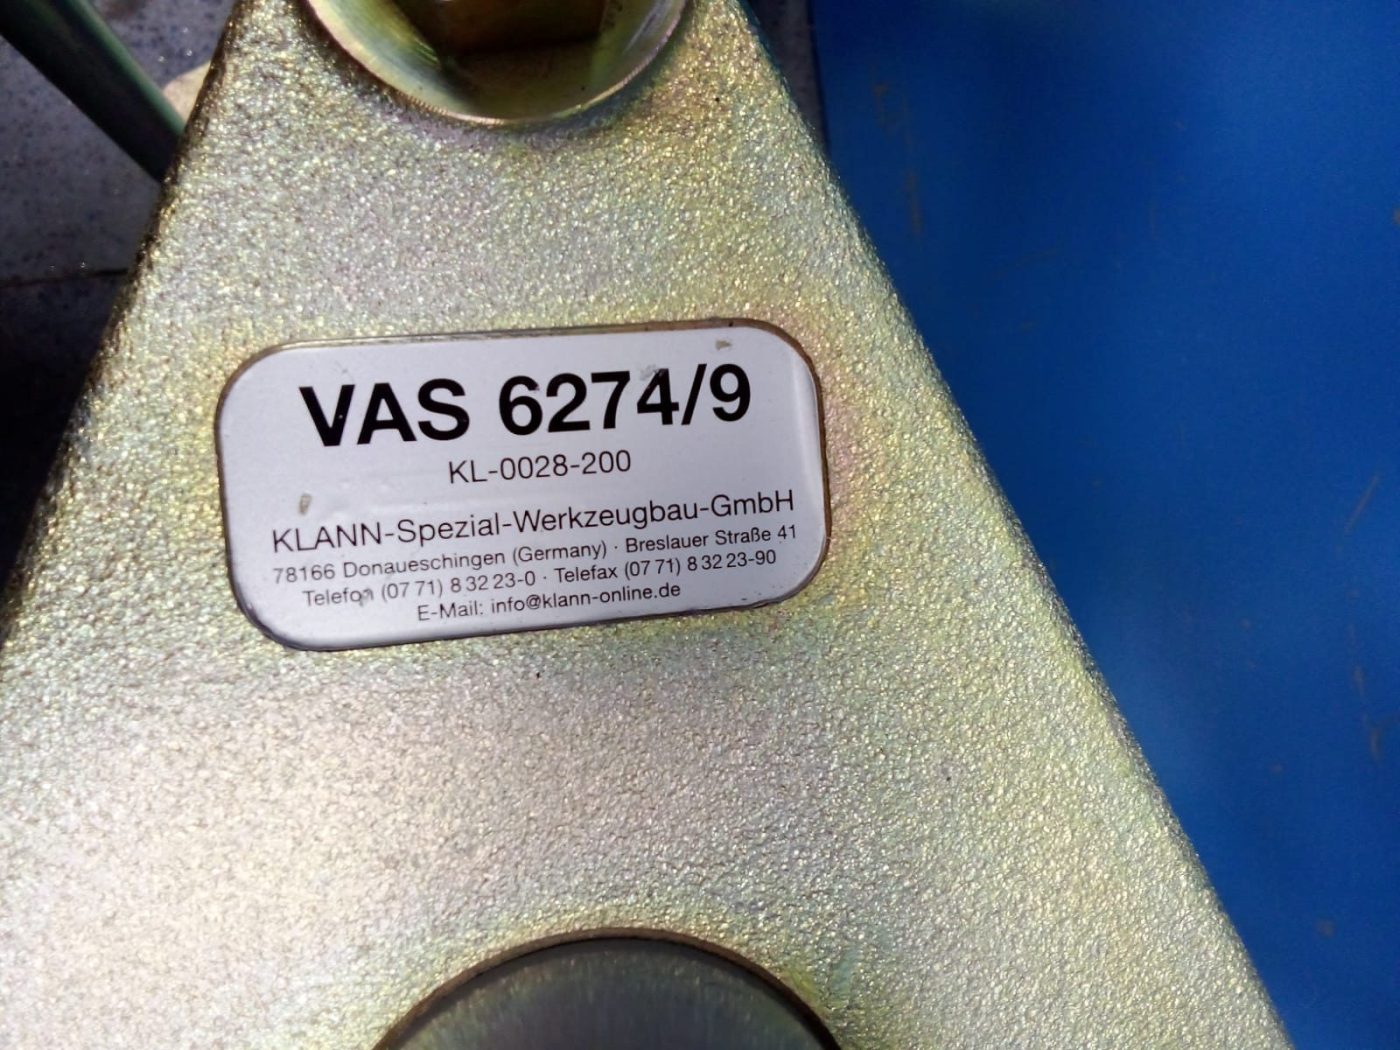 VAS 6274/9
KL-0028-200
KLANN-Spezial-Werkzeugbau-GmbH
78166 Donaueschingen (Germany) · Breslauer Straße 41
Telefon (07 71) 8 32 23-0 · Telefax (07 71) 8 32 23-90
E-Mail: info@klann-online.de